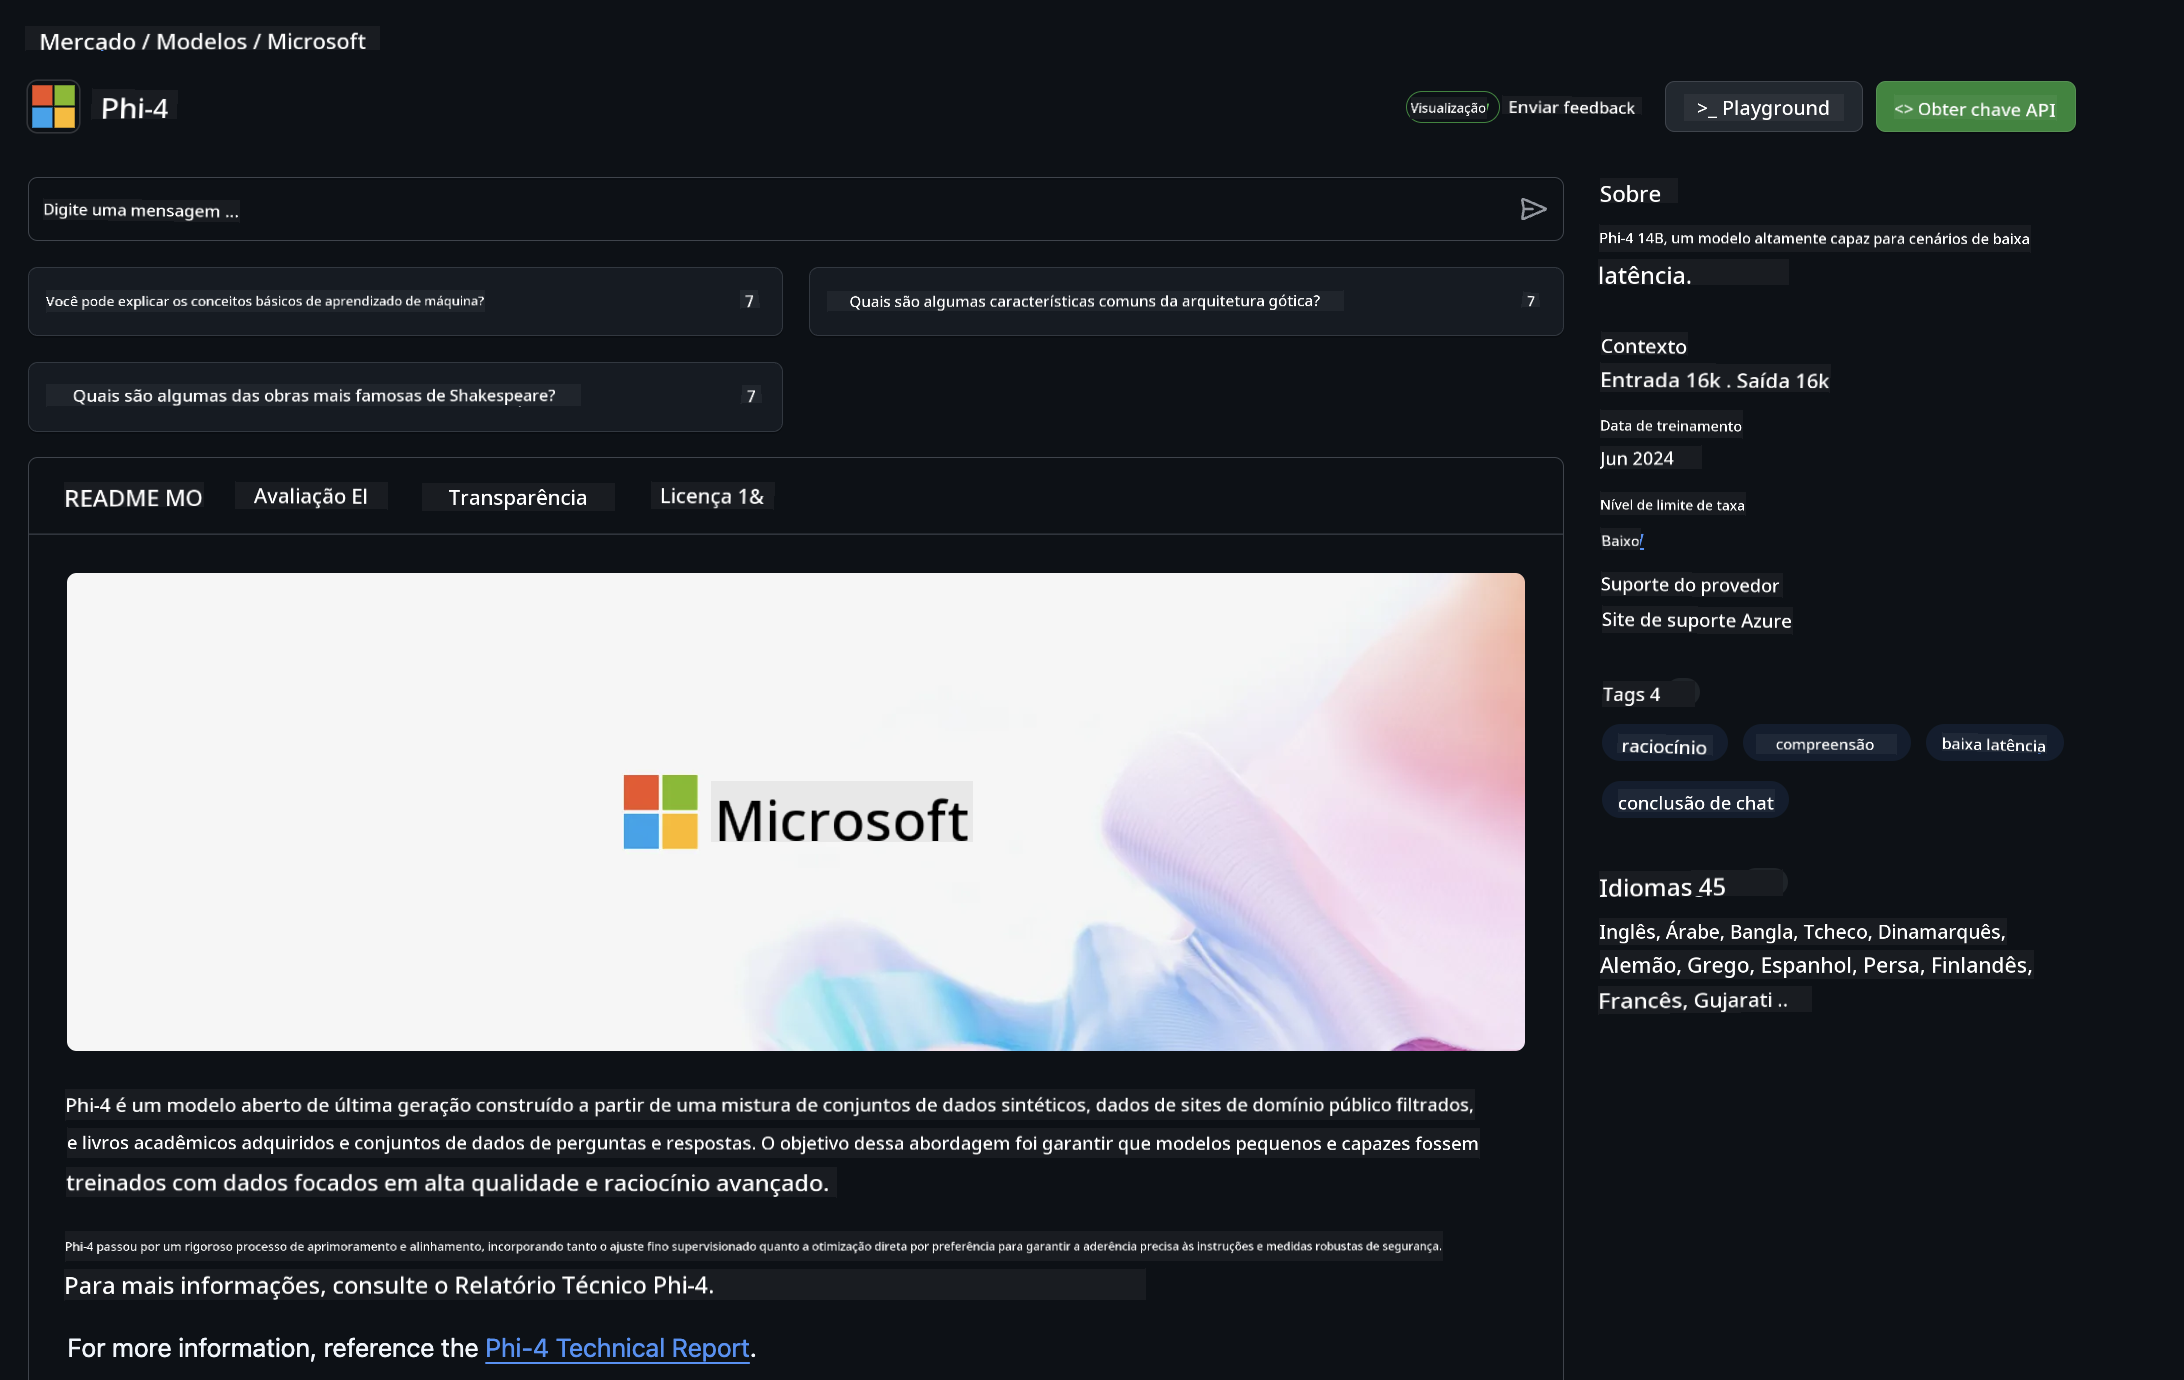 Mercado / Modelos / Microsoft
Phi-4
Visualização
Enviar feedback
>_ Playground
<> Obter chave API
Digite uma mensagem ...
Você pode explicar os conceitos básicos de aprendizado de máquina?
7
Quais são algumas características comuns da arquitetura gótica?
7
Quais são algumas das obras mais famosas de Shakespeare?
7
README MO
Avaliação El
Transparência
Licença 1&
Microsoft
Phi-4 é um modelo aberto de última geração construído a partir de uma mistura de conjuntos de dados sintéticos, dados de sites de domínio público filtrados,
e livros acadêmicos adquiridos e conjuntos de dados de perguntas e respostas. O objetivo dessa abordagem foi garantir que modelos pequenos e capazes fossem
treinados com dados focados em alta qualidade e raciocínio avançado.
Phi-4 passou por um rigoroso processo de aprimoramento e alinhamento, incorporando tanto o ajuste fino supervisionado quanto a otimização direta por preferência para garantir a aderência precisa às instruções e medidas robustas de segurança.
Para mais informações, consulte o Relatório Técnico Phi-4.
For more information, reference the Phi-4 Technical Report.
Sobre
Phi-4 14B, um modelo altamente capaz para cenários de baixa
latência.
Contexto
Entrada 16k . Saída 16k
Data de treinamento
Jun 2024
Nível de limite de taxa
Baixo
Suporte do provedor
Site de suporte Azure
Tags 4
raciocínio
compreensão
baixa latência
conclusão de chat
Idiomas 45
Inglês, Árabe, Bangla, Tcheco, Dinamarquês,
Alemão, Grego, Espanhol, Persa, Finlandês,
Francês, Gujarati ..